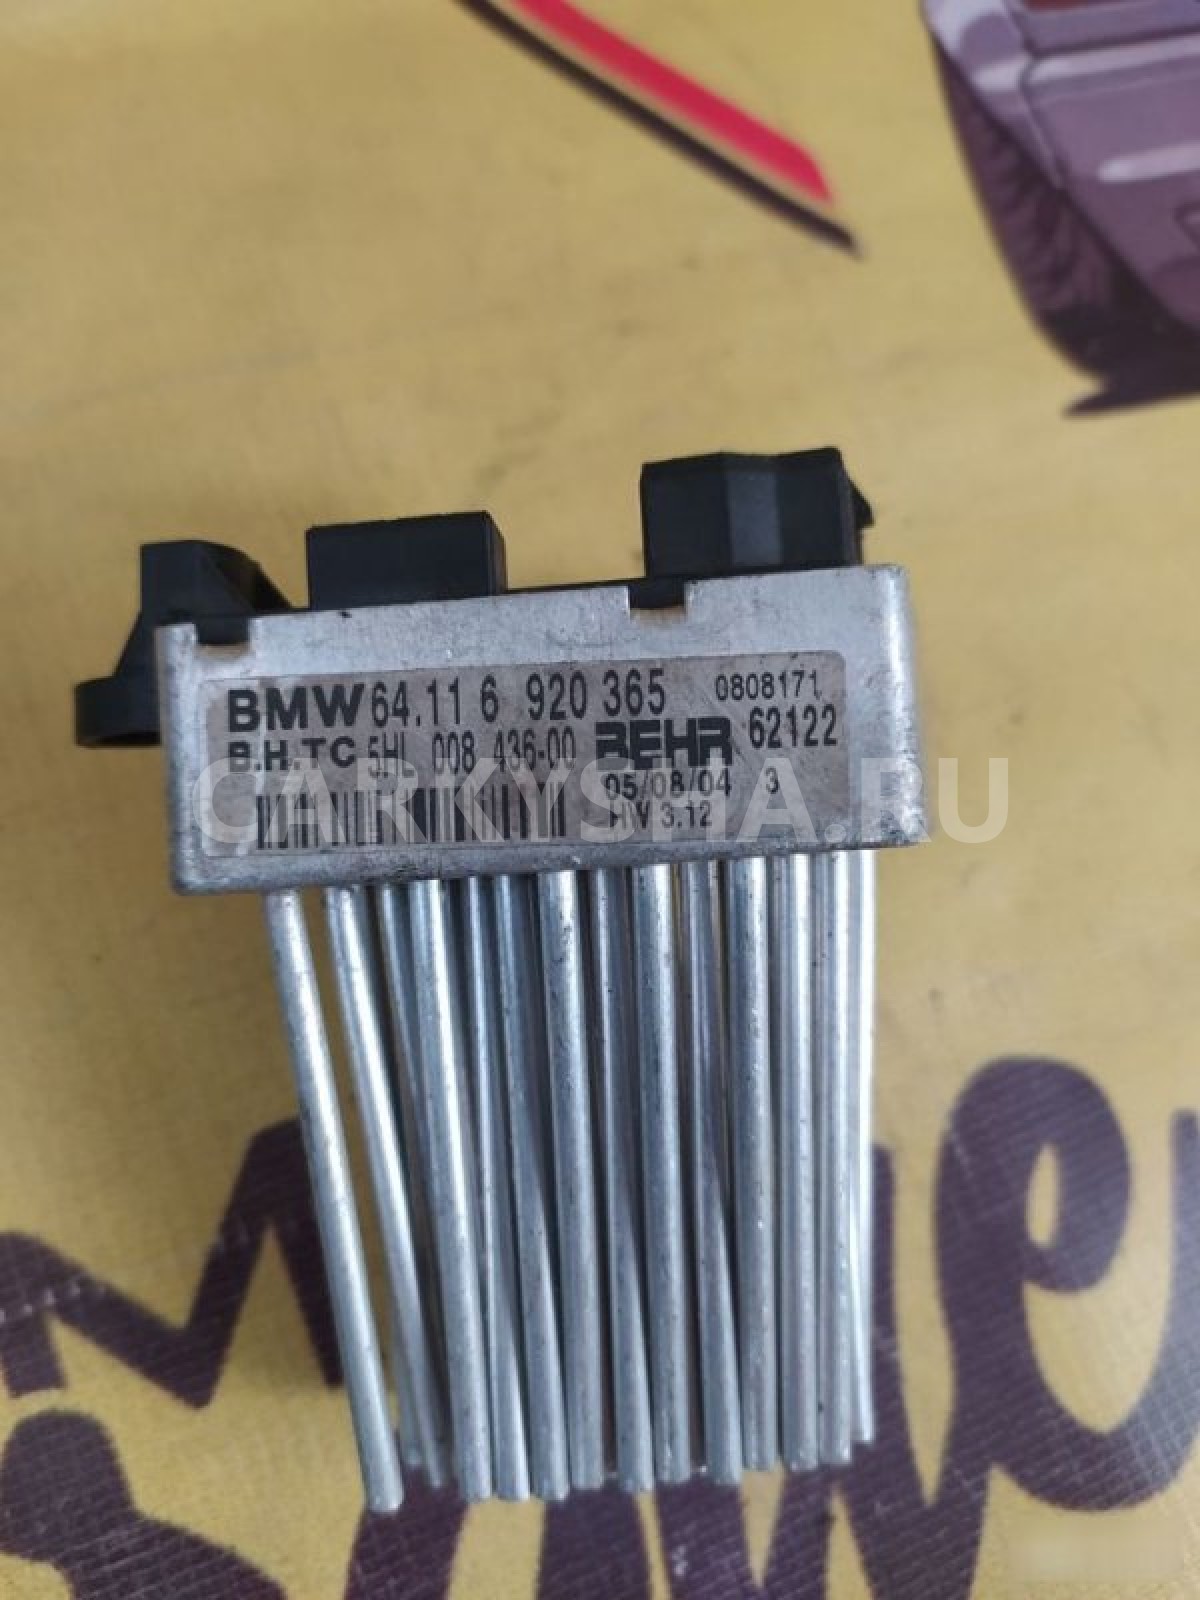 BMW 64.11 6 920 365 0808171
B.H.TC 5HL 008 436-00 BEHR 62122
05/08/04 3
HV 3.12
CARKYSHA.RU